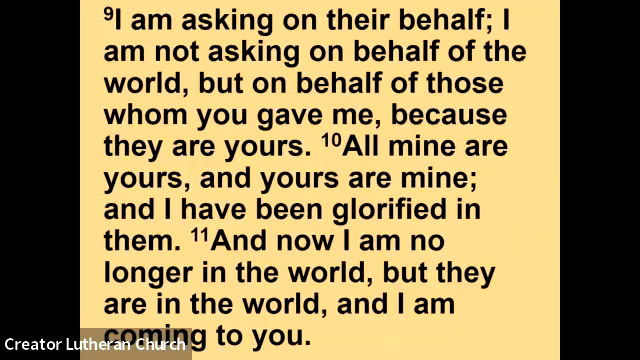 ⁹I am asking on their behalf; I
am not asking on behalf of the
world, but on behalf of those
whom you gave me, because
they are yours. ¹⁰All mine are
yours, and yours are mine;
and I have been glorified in
them. ¹¹And now I am no
longer in the world, but they
are in the world, and I am
coming to you.
Creator Lutheran Church